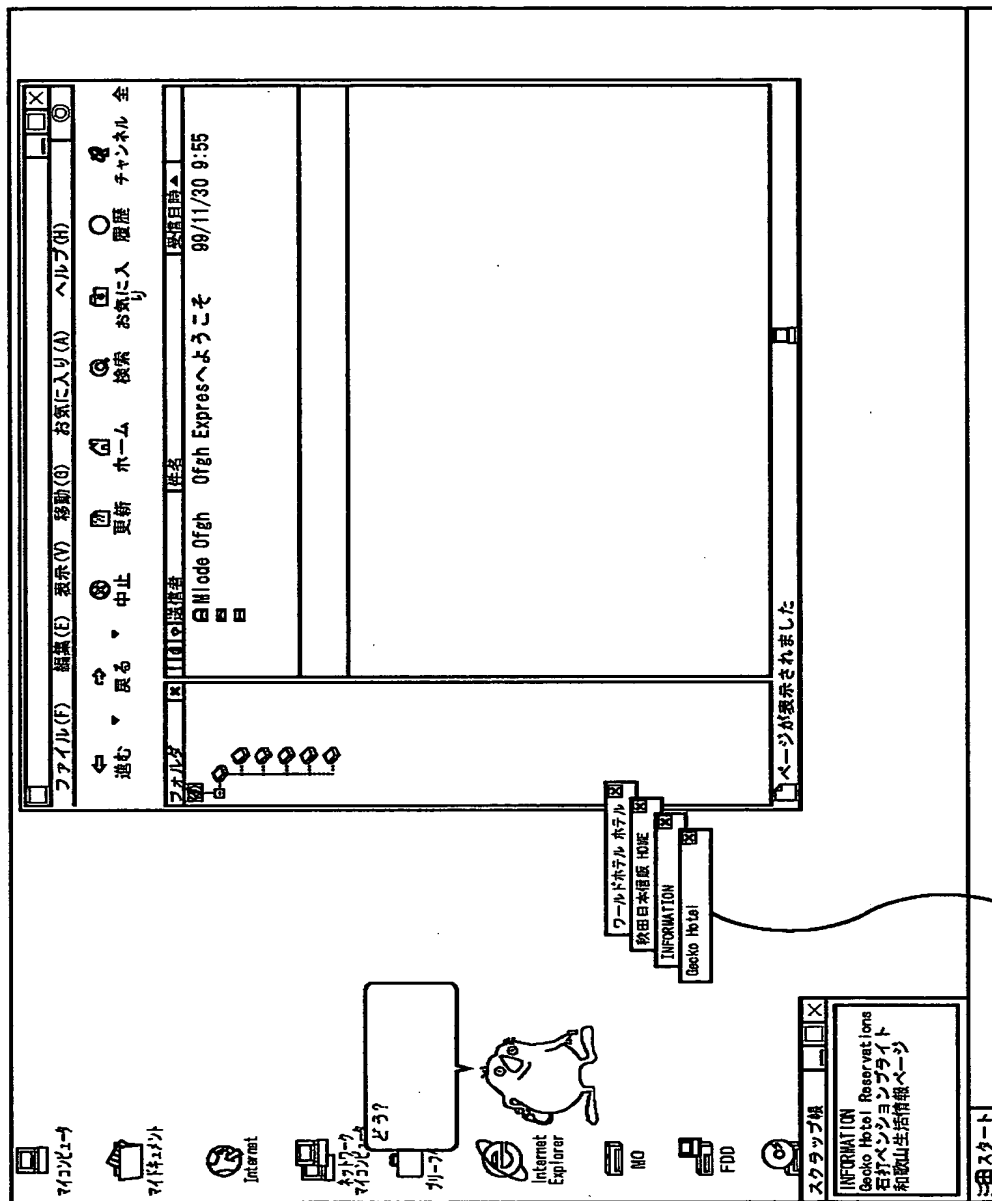 マイコンピュータ
マイドキュメント
Internet
ネットワーク
マイコンピュータ
ブリーフ
Internet
Explorer
MO
FDD
どう?
ファイル(F) 編集(E) 表示(V) 移動(G) お気に入り(A) ヘルプ(H)
進む 戻る 中止 更新 ホーム 検索 お気に入り 履歴 チャンネル 全
フォルダ
送信者 件名 受信日時▲
Mlode Ofgh Ofgh Expresへようこそ 99/11/30 9:55
ページが表示されました
ワールドホテル ホテル
秋田日本信販 HOME
INFORMATION
Gecko Hotel
スクラップ帳
INFORMATION
Gecko Hotel Reservations
石打ペンションブライト
和歌山生活情報ページ
スタート